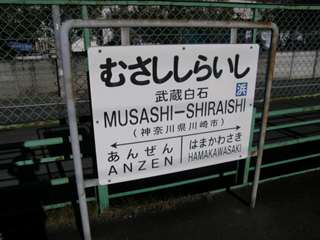 むさししらいし
武蔵白石
浜
MUSASHI-SHIRAISHI
(神奈川県川崎市)
あんぜん はまかわさき
ANZEN HAMAKAWASAKI